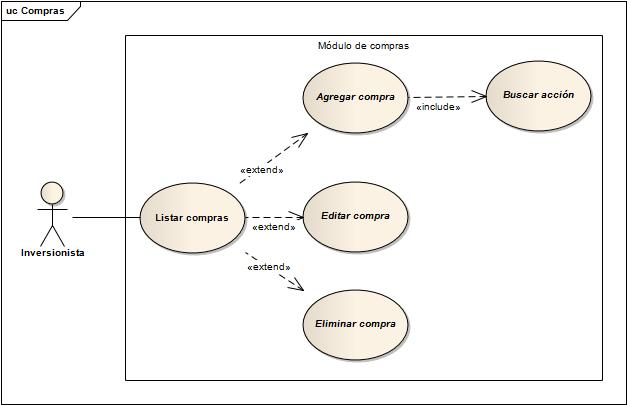 uc Compras
Módulo de compras
Agregar compra
«include»
Buscar acción
«extend»
Listar compras
«extend»
Editar compra
Inversionista
«extend»
Eliminar compra